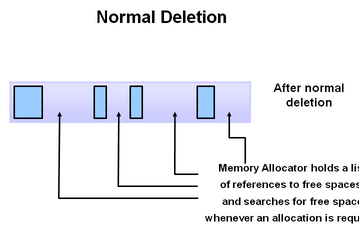 Normal Deletion
After normal
deletion
Memory Allocator holds a lis
of references to free spaces
and searches for free space
whenever an allocation is requ